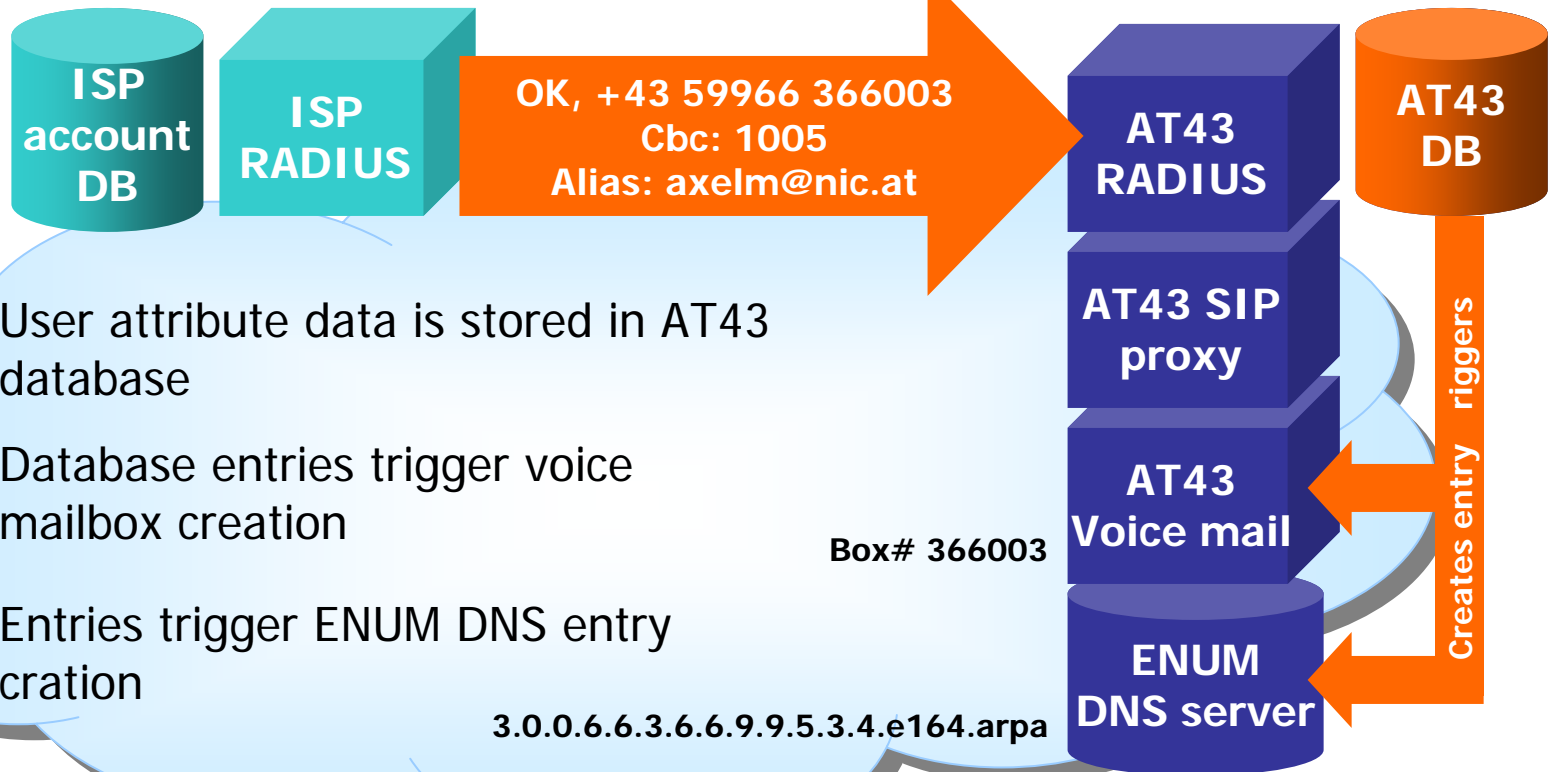 ISP
account
DB
ISP
RADIUS
OK, +43 59966 366003
Cbc: 1005
Alias: axelm@nic.at
AT43
RADIUS
AT43
DB
AT43 SIP
proxy
User attribute data is stored in AT43
database
Database entries trigger voice
mailbox creation
Box# 366003
AT43
Voice mail
Creates entry riggers
Entries trigger ENUM DNS entry
cration
3.0.0.6.6.3.6.6.9.9.5.3.4.e164.arpa
ENUM
DNS server